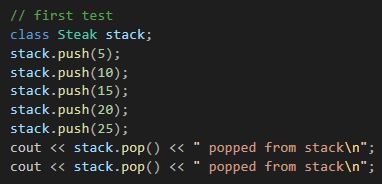 // first test
class Steak stack;
stack.push(5);
stack.push(10);
stack.push(15);
stack.push(20);
stack.push(25);
cout << stack.pop() << " popped from stack\n";
cout << stack.pop() << " popped from stack\n";